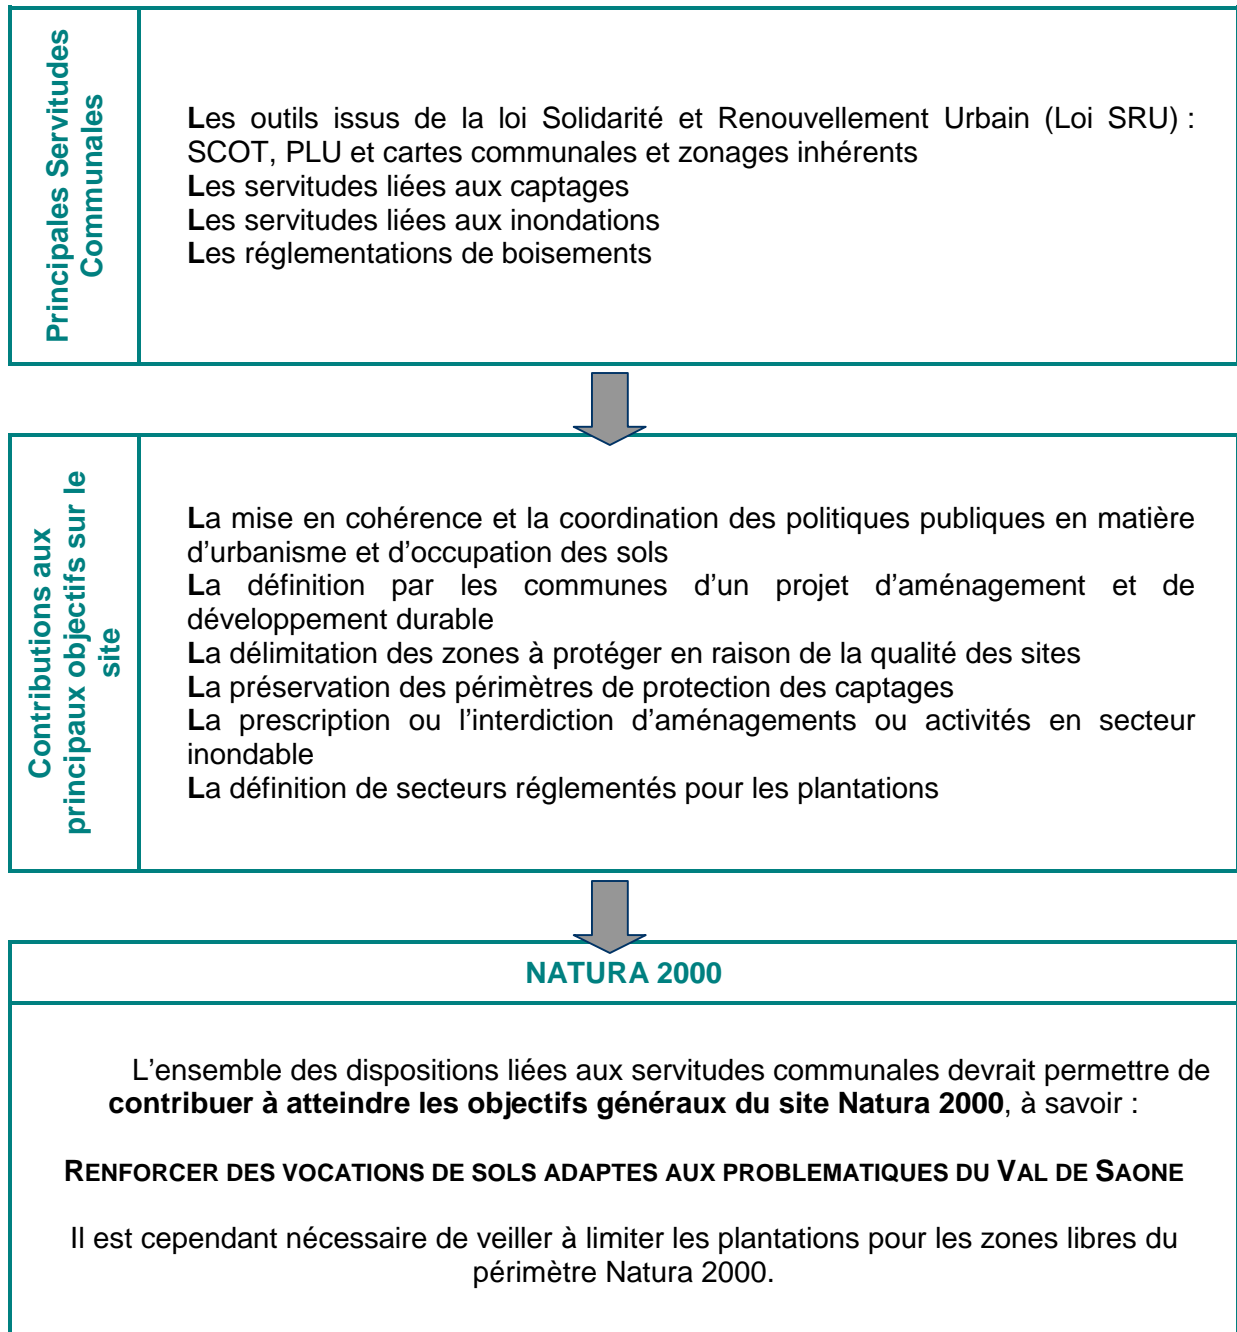 Principales Servitudes
Communales
Les outils issus de la loi Solidarité et Renouvellement Urbain (Loi SRU) :
SCOT, PLU et cartes communales et zonages inhérents
Les servitudes liées aux captages
Les servitudes liées aux inondations
Les réglementations de boisements
Contributions aux
principaux objectifs sur le
site
La mise en cohérence et la coordination des politiques publiques en matière
d’urbanisme et d’occupation des sols
La définition par les communes d’un projet d’aménagement et de
développement durable
La délimitation des zones à protéger en raison de la qualité des sites
La préservation des périmètres de protection des captages
La prescription ou l’interdiction d’aménagements ou activités en secteur
inondable
La définition de secteurs réglementés pour les plantations
NATURA 2000
L’ensemble des dispositions liées aux servitudes communales devrait permettre de
contribuer à atteindre les objectifs généraux du site Natura 2000, à savoir :
RENFORCER DES VOCATIONS DE SOLS ADAPTES AUX PROBLEMATIQUES DU VAL DE SAONE
Il est cependant nécessaire de veiller à limiter les plantations pour les zones libres du
périmètre Natura 2000.